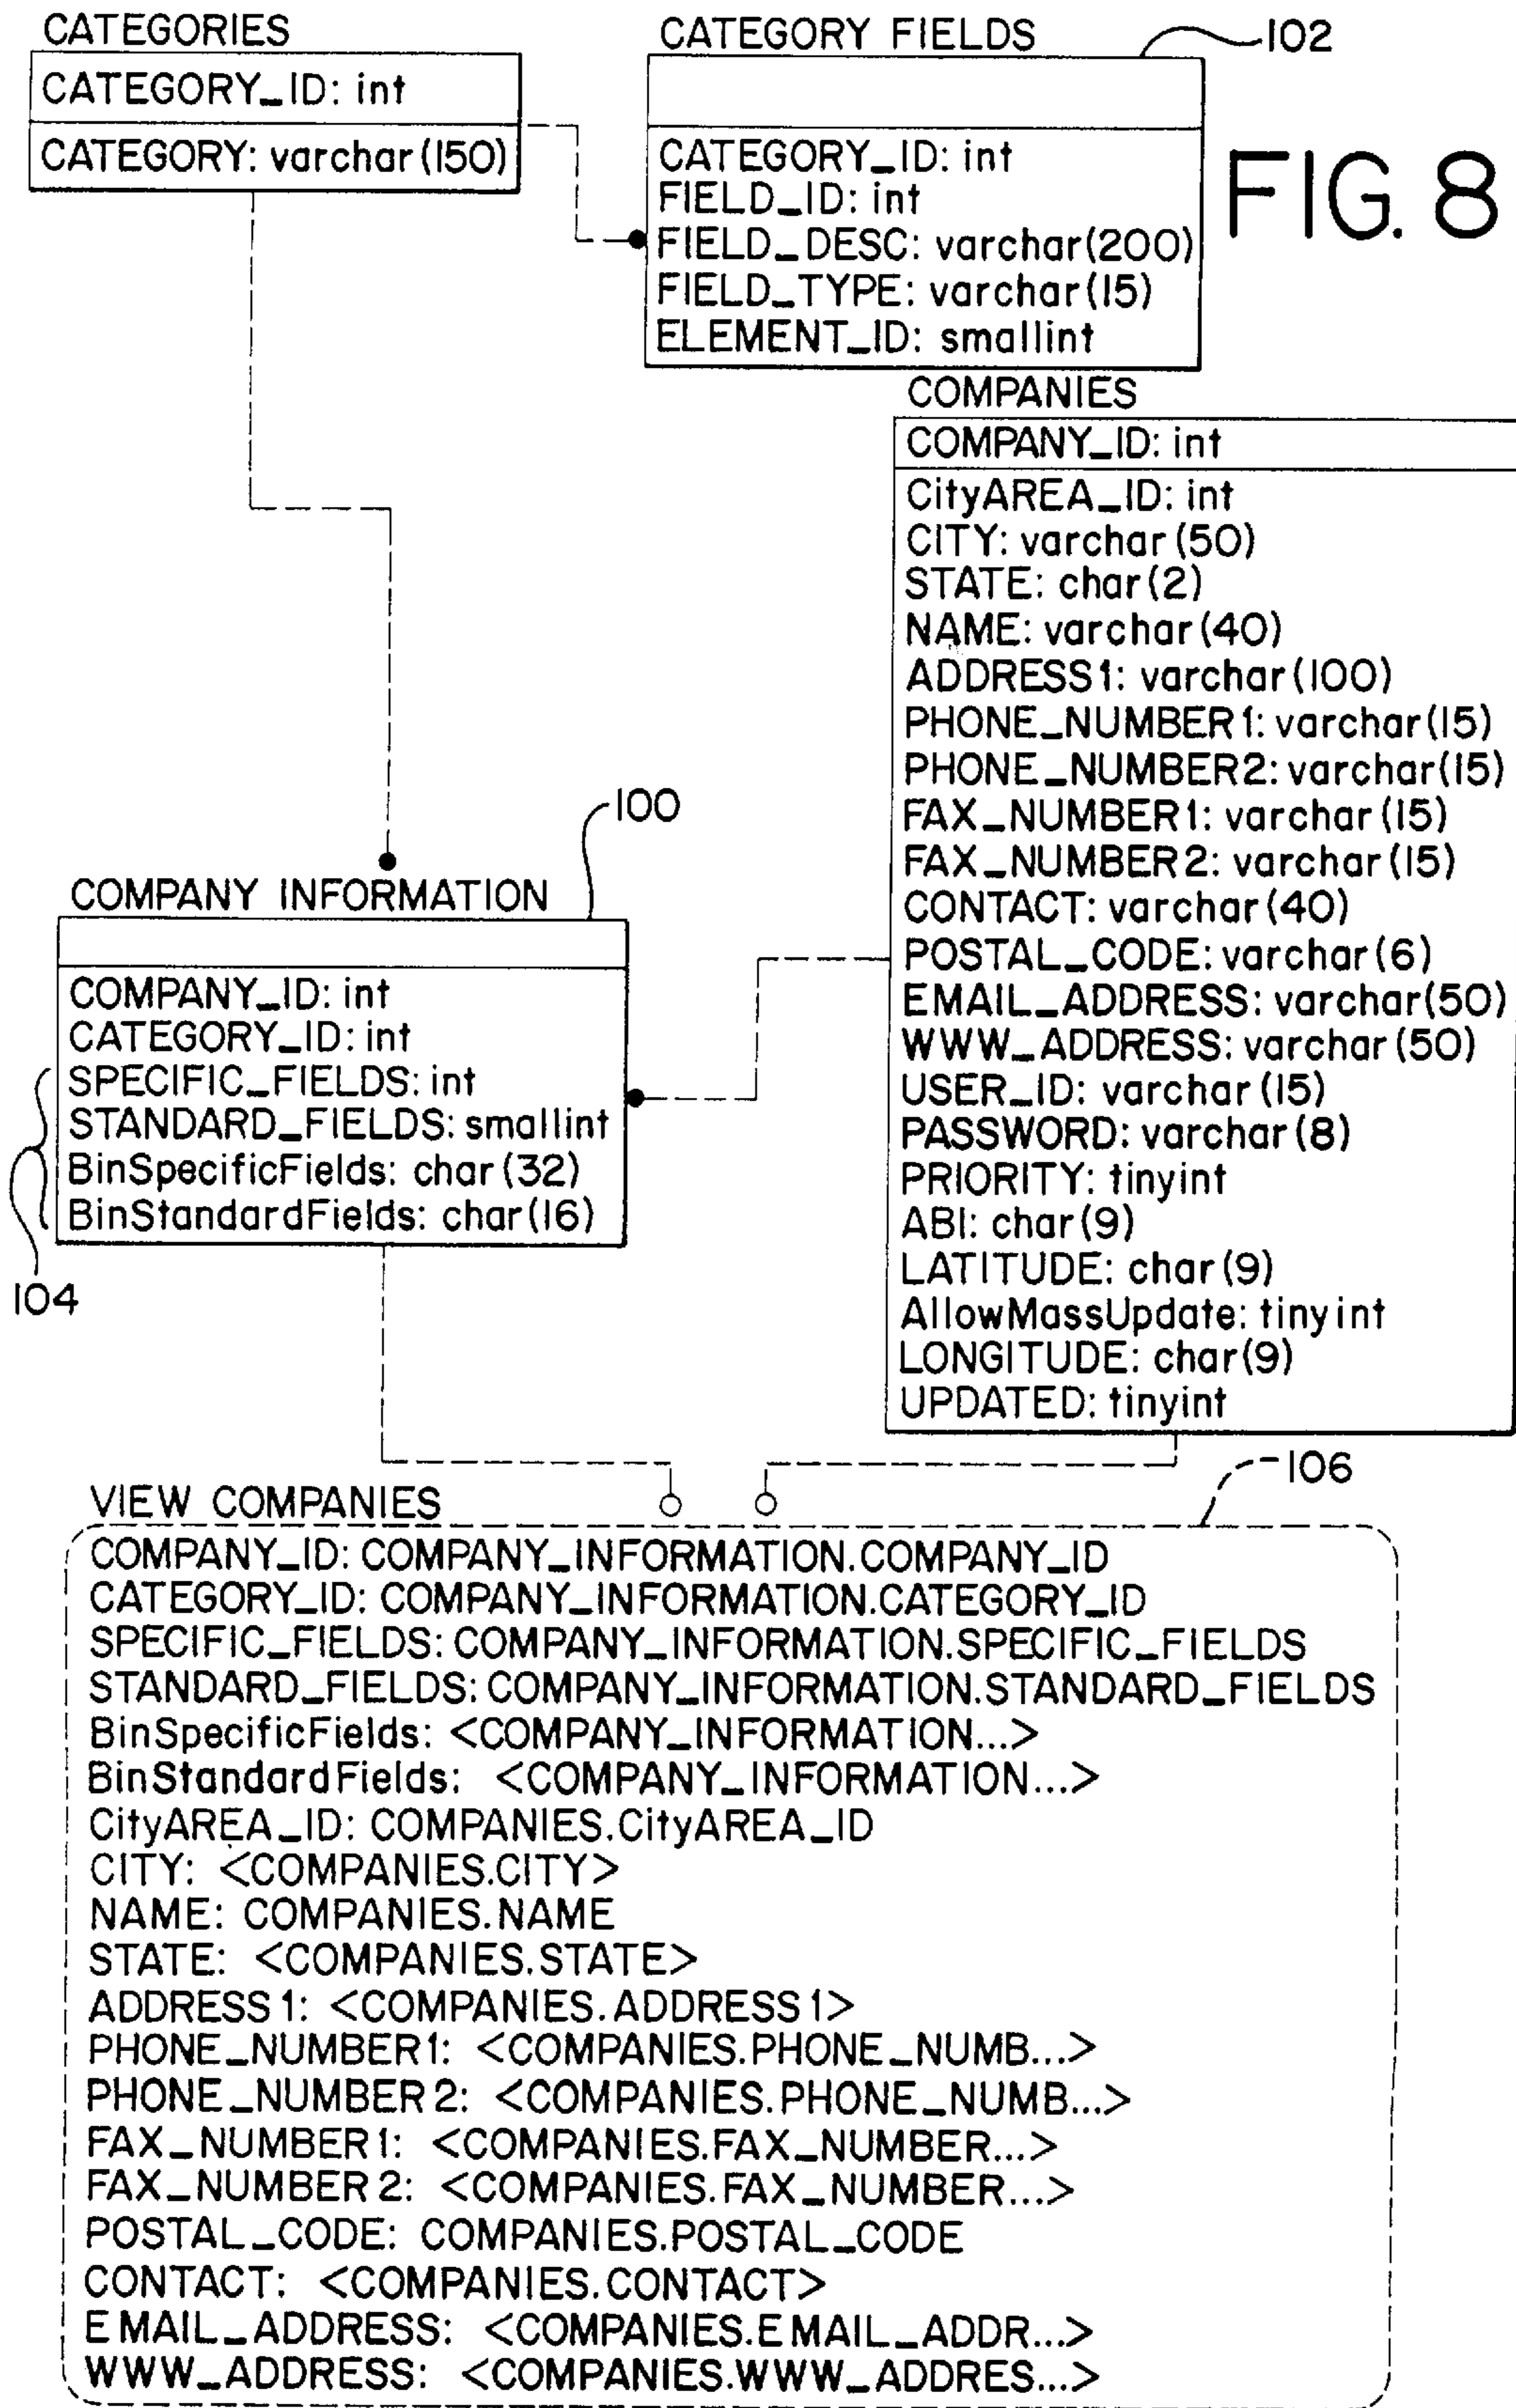 CATEGORIES
CATEGORY_ID: int
CATEGORY: varchar(150)
CATEGORY FIELDS
102
CATEGORY_ID: int
FIELD_ID: int
FIELD_DESC: varchar(200)
FIELD_TYPE: varchar(15)
ELEMENT_ID: smallint
FIG. 8
COMPANIES
COMPANY_ID: int
CityAREA_ID: int
CITY: varchar(50)
STATE: char(2)
NAME: varchar(40)
ADDRESS1: varchar(100)
PHONE_NUMBER1: varchar(15)
PHONE_NUMBER2: varchar(15)
FAX_NUMBER1: varchar(15)
FAX_NUMBER2: varchar(15)
CONTACT: varchar(40)
POSTAL_CODE: varchar(6)
EMAIL_ADDRESS: varchar(50)
WWW_ADDRESS: varchar(50)
USER_ID: varchar(15)
PASSWORD: varchar(8)
PRIORITY: tinyint
ABI: char(9)
LATITUDE: char(9)
AllowMassUpdate: tinyint
LONGITUDE: char(9)
UPDATED: tinyint
100
COMPANY INFORMATION
COMPANY_ID: int
CATEGORY_ID: int
SPECIFIC_FIELDS: int
STANDARD_FIELDS: smallint
BinSpecificFields: char(32)
BinStandardFields: char(16)
104
106
VIEW COMPANIES
COMPANY_ID: COMPANY_INFORMATION.COMPANY_ID
CATEGORY_ID: COMPANY_INFORMATION.CATEGORY_ID
SPECIFIC_FIELDS: COMPANY_INFORMATION.SPECIFIC_FIELDS
STANDARD_FIELDS: COMPANY_INFORMATION.STANDARD_FIELDS
BinSpecificFields: <COMPANY_INFORMATION...>
BinStandardFields: <COMPANY_INFORMATION...>
CityAREA_ID: COMPANIES.CityAREA_ID
CITY: <COMPANIES.CITY>
NAME: COMPANIES.NAME
STATE: <COMPANIES.STATE>
ADDRESS1: <COMPANIES.ADDRESS1>
PHONE_NUMBER1: <COMPANIES.PHONE_NUMB...>
PHONE_NUMBER2: <COMPANIES.PHONE_NUMB...>
FAX_NUMBER1: <COMPANIES.FAX_NUMBER...>
FAX_NUMBER2: <COMPANIES.FAX_NUMBER...>
POSTAL_CODE: COMPANIES.POSTAL_CODE
CONTACT: <COMPANIES.CONTACT>
EMAIL_ADDRESS: <COMPANIES.EMAIL_ADDR...>
WWW_ADDRESS: <COMPANIES.WWW_ADDRES...>